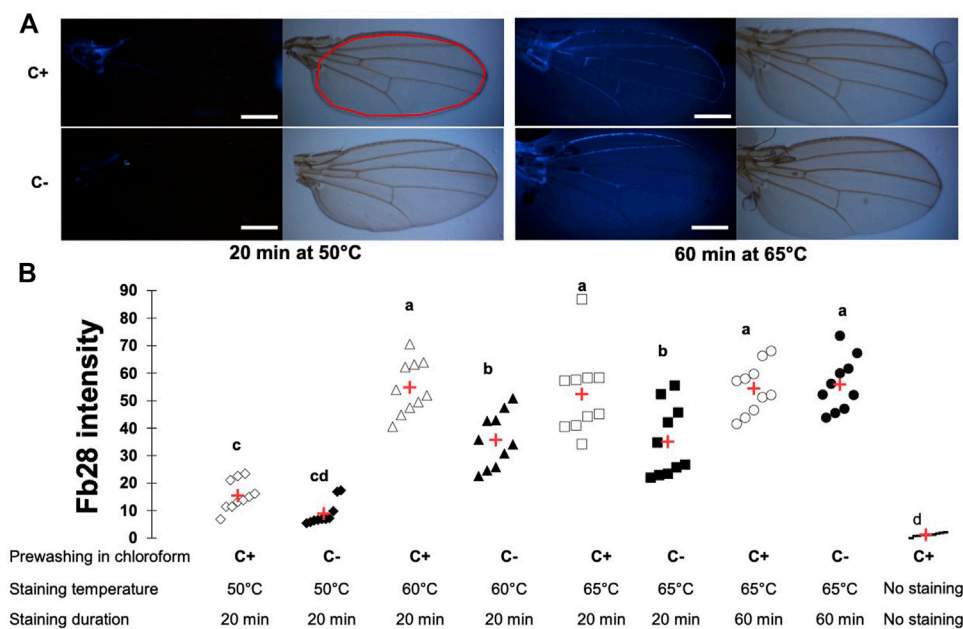 A
C+
C-
20 min at 50°C
60 min at 65°C
B
Fb28 intensity
90
80
70
60
50
40
30
20
10
0
c
cd
a
b
a
b
a
a
d
Prewashing in chloroform C+ C- C+ C- C+ C- C+ C- C+
Staining temperature 50°C 50°C 60°C 60°C 65°C 65°C 65°C 65°C No staining
Staining duration 20 min 20 min 20 min 20 min 20 min 20 min 60 min 60 min No staining